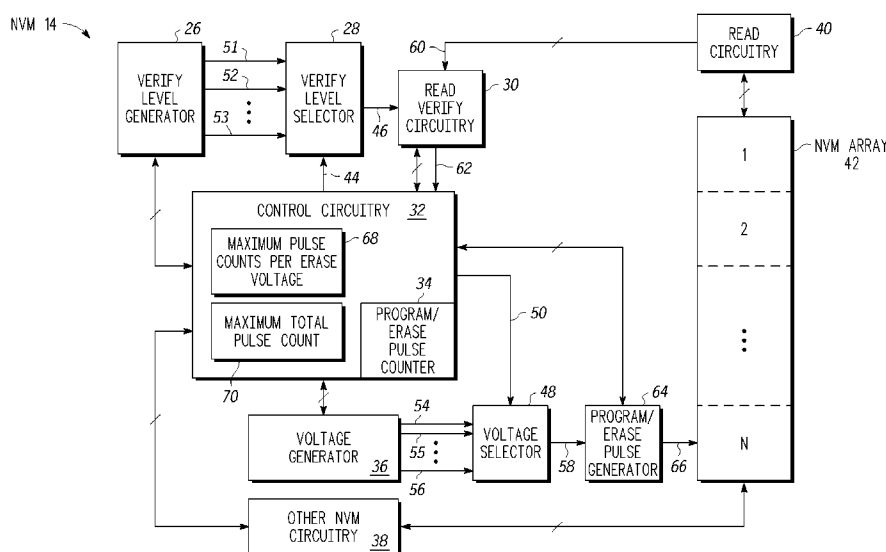 NVM 14
26
VERIFY
LEVEL
GENERATOR
51
52
53
28
VERIFY
LEVEL
SELECTOR
46
60
30
READ
VERIFY
CIRCUITRY
40
READ
CIRCUITRY
NVM ARRAY
42
1
2
N
44
62
CONTROL CIRCUITRY 32
68
MAXIMUM PULSE
COUNTS PER ERASE
VOLTAGE
MAXIMUM TOTAL
PULSE COUNT
70
34
PROGRAM/
ERASE
PULSE
COUNTER
50
VOLTAGE
GENERATOR 36
54
55
56
48
VOLTAGE
SELECTOR
58
64
PROGRAM/
ERASE PULSE
GENERATOR
66
OTHER NVM
CIRCUITRY 38